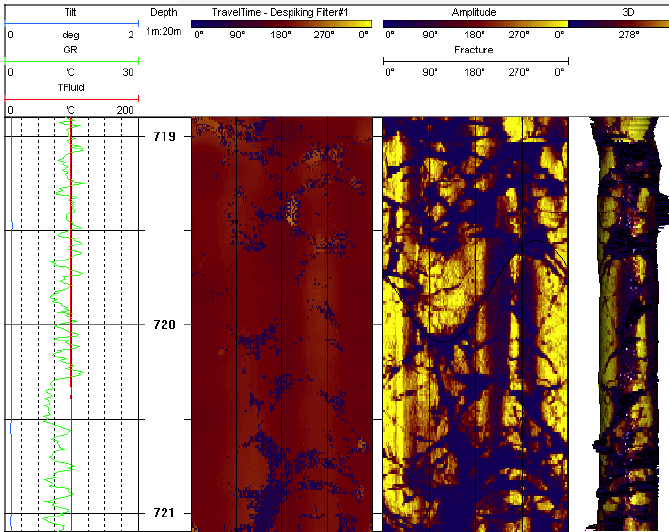 Tilt Depth TravelTime - Despiking Filter#1 Amplitude 3D
0 deg 2 1m:20m 0° 90° 180° 270° 0° 0° 90° 180° 270° 0° 278°
GR Fracture
0 °C 30 0° 90° 180° 270° 0°
TFluid
0 °C 200
719
720
721